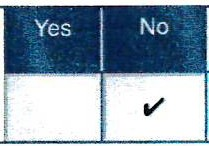 Yes No
✔